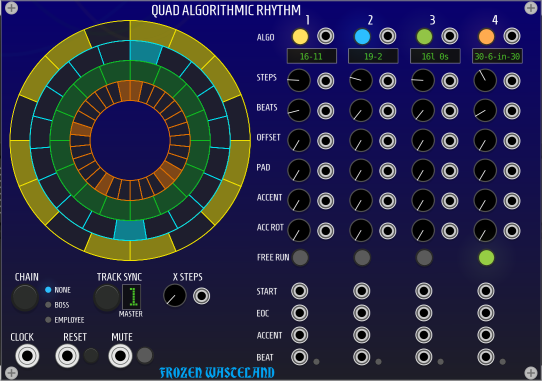 QUAD ALGORITHMIC RHYTHM
1 2 3 4
ALGO
16-11 19-2 16l 0s 30-6-in-30
STEPS
BEATS
OFFSET
PAD
ACCENT
ACC ROT
FREE RUN
CHAIN TRACK SYNC X STEPS
NONE
BOSS
EMPLOYEE
1
MASTER
START
EOC
ACCENT
BEAT
CLOCK RESET MUTE
FROZEN WASTELAND